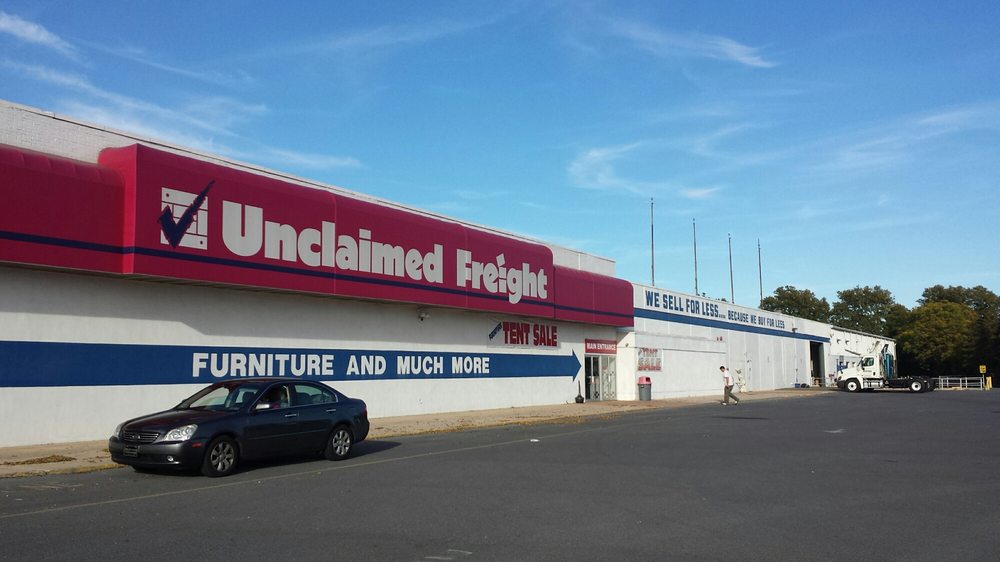 Unclaimed Freight
FURNITURE AND MUCH MORE
TENT SALE
MAIN ENTRANCE
TENT
SALE
WE SELL FOR LESS.... BECAUSE WE BUY FOR LESS